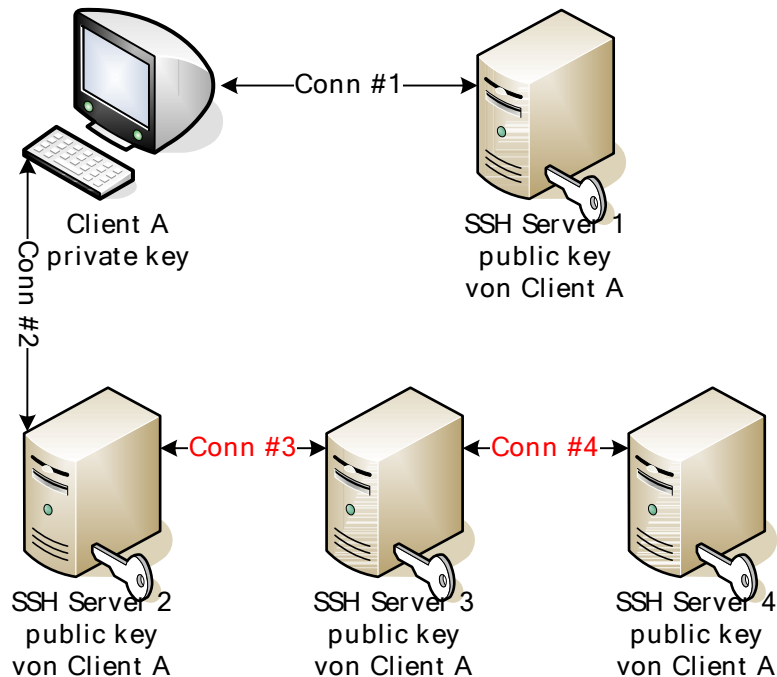 Conn #1
Client A
private key
SSH Server 1
public key
von Client A
Conn #2
Conn #3
Conn #4
SSH Server 2
public key
von Client A
SSH Server 3
public key
von Client A
SSH Server 4
public key
von Client A